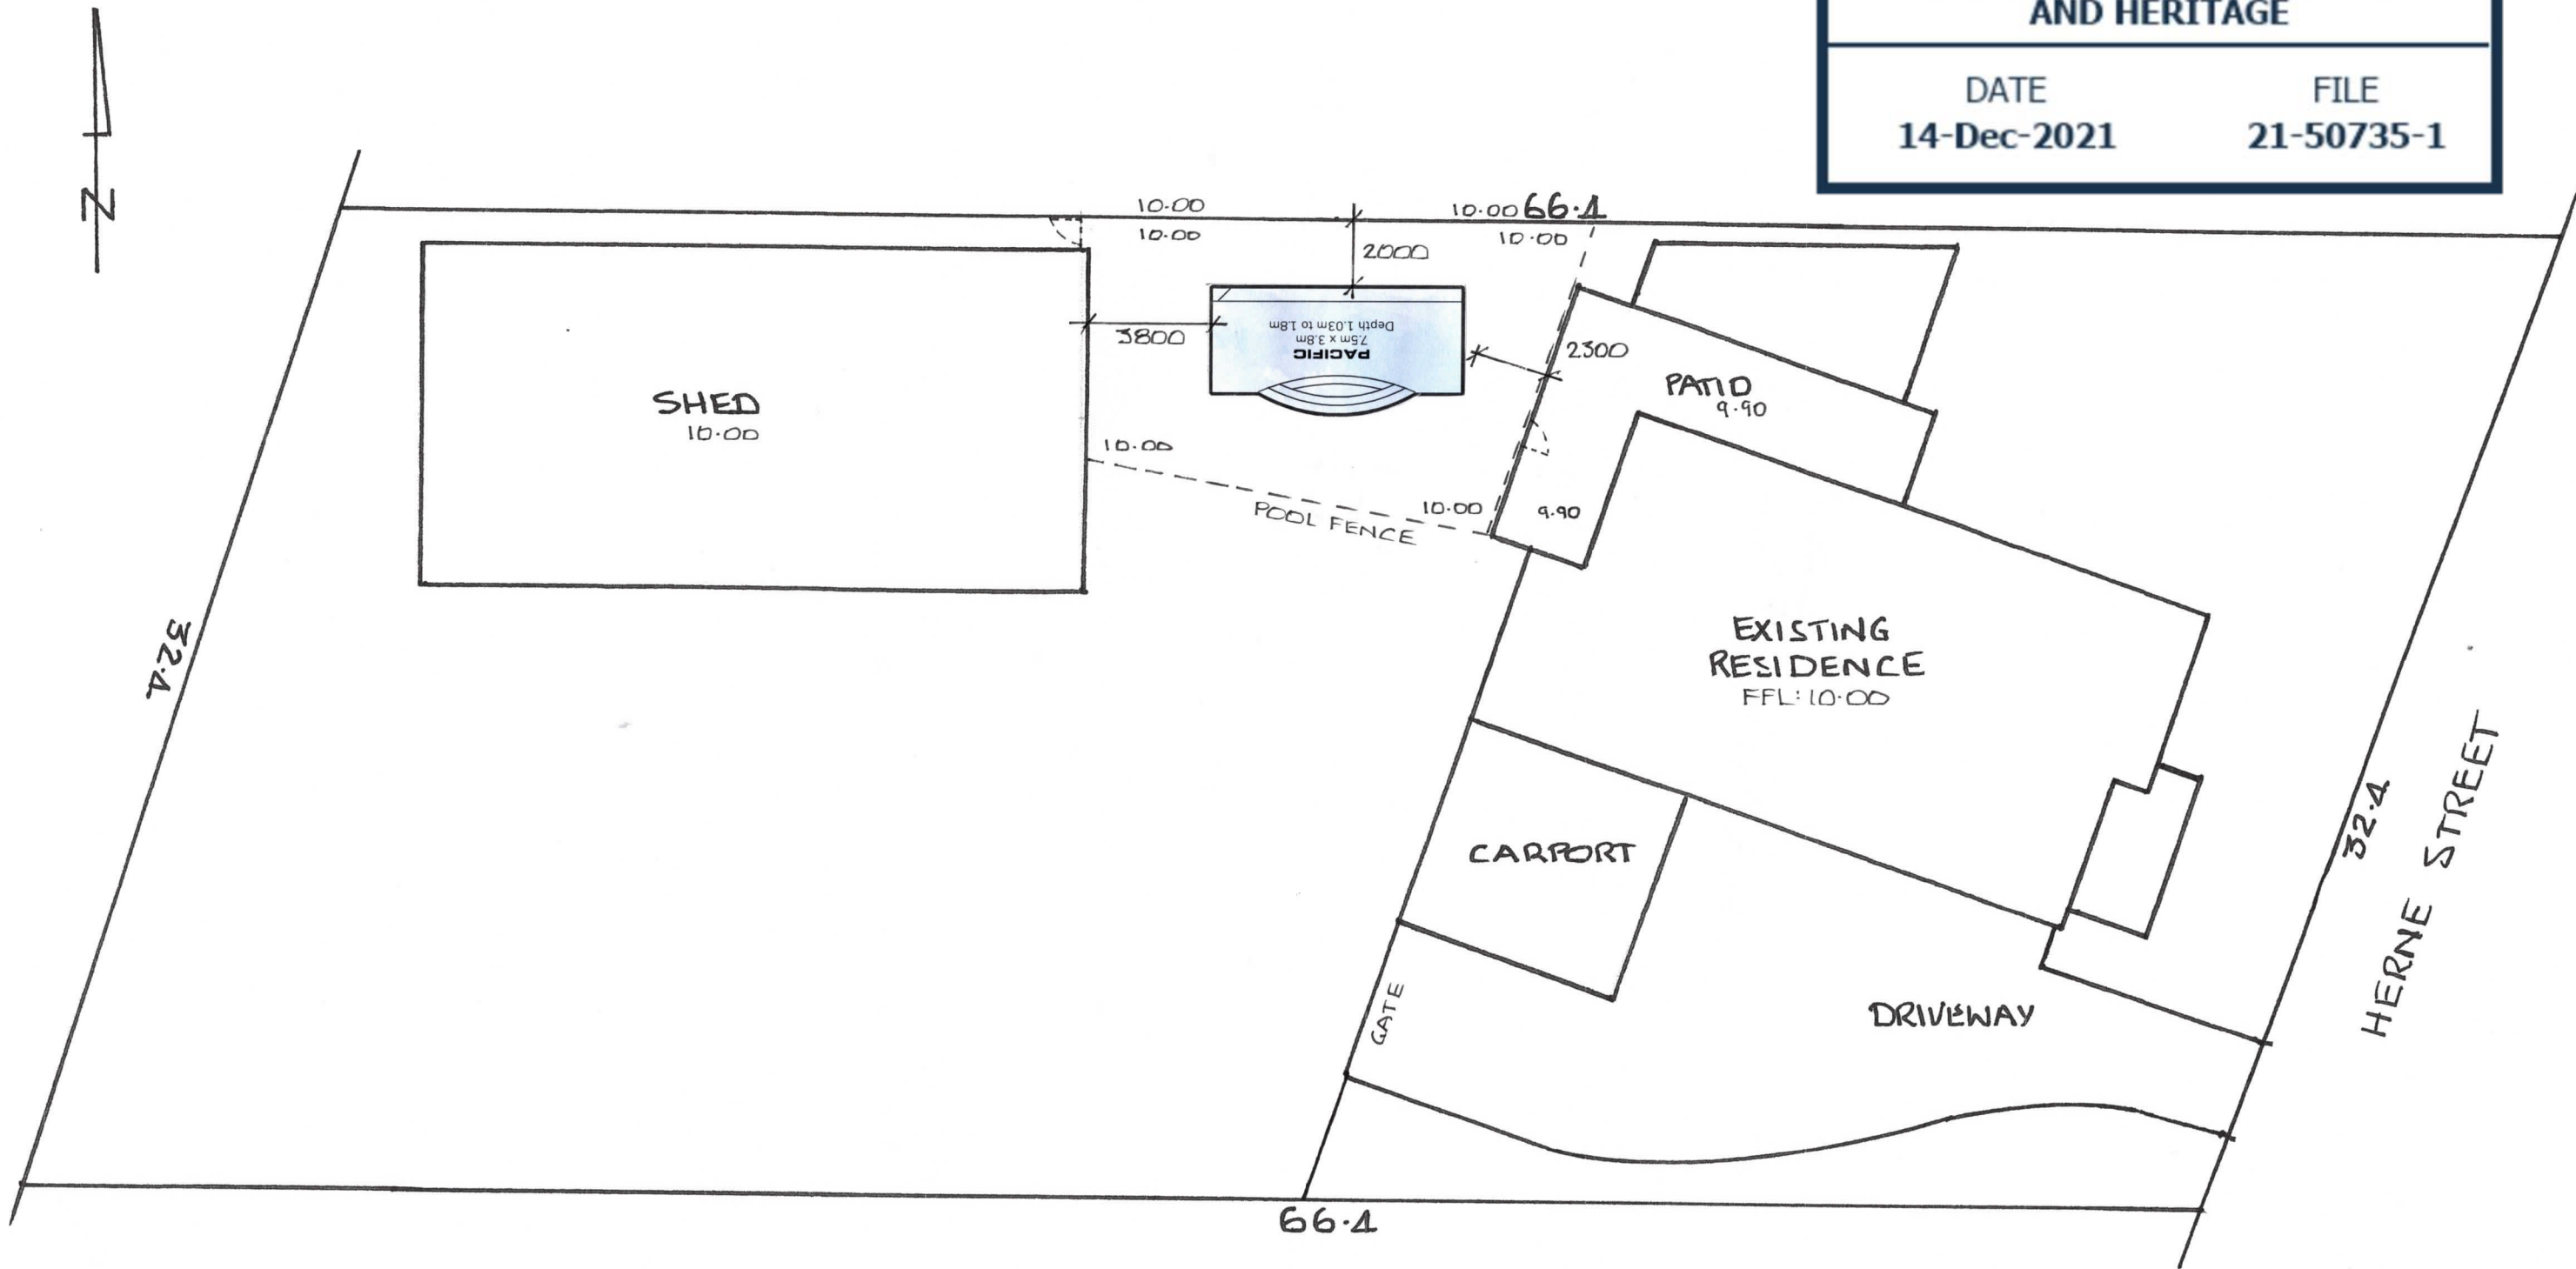 AND HERITAGE
DATE FILE
14-Dec-2021 21-50735-1
N
10.00
10.00 66.4
10.00
10.00
2000
3800
PACIFIC
7.5m x 3.8m
Depth 1.03m to 1.8m
2300
PATIO
9.90
SHED
10.00
10.00
10.00
9.90
POOL FENCE
EXISTING
RESIDENCE
FFL: 10.00
32.4
32.4
HERNE STREET
CARPORT
GATE
DRIVEWAY
66.4